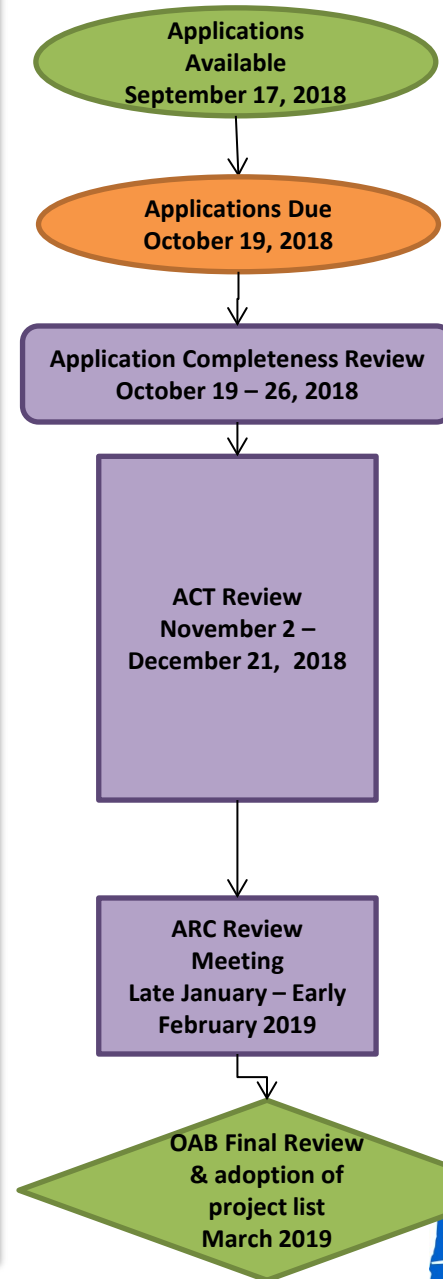 Applications
Available
September 17, 2018
Applications Due
October 19, 2018
Application Completeness Review
October 19 – 26, 2018
ACT Review
November 2 –
December 21, 2018
ARC Review
Meeting
Late January – Early
February 2019
OAB Final Review
& adoption of
project list
March 2019